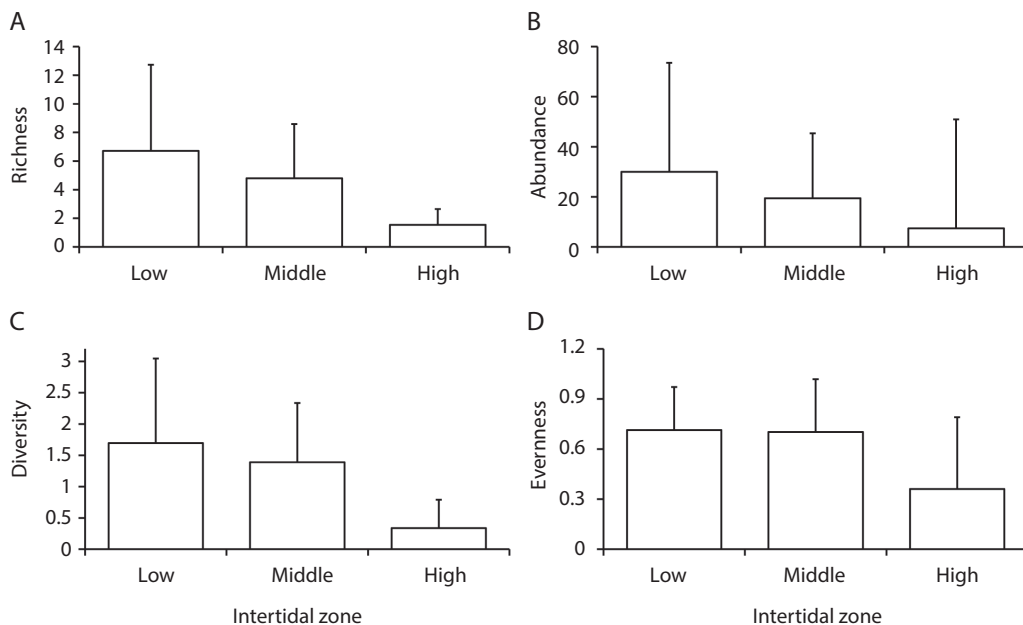 A
Richness
14
12
10
8
6
4
2
0
Low Middle High
B
Abundance
80
60
40
20
0
Low Middle High
C
Diversity
3
2.5
2
1.5
1
0.5
0
Low Middle High
Intertidal zone
D
Evernness
1.2
0.9
0.6
0.3
0
Low Middle High
Intertidal zone